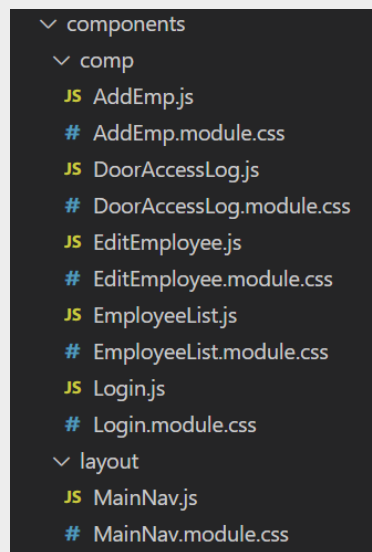 components
comp
JS AddEmp.js
# AddEmp.module.css
JS DoorAccessLog.js
# DoorAccessLog.module.css
JS EditEmployee.js
# EditEmployee.module.css
JS EmployeeList.js
# EmployeeList.module.css
JS Login.js
# Login.module.css
layout
JS MainNav.js
# MainNav.module.css